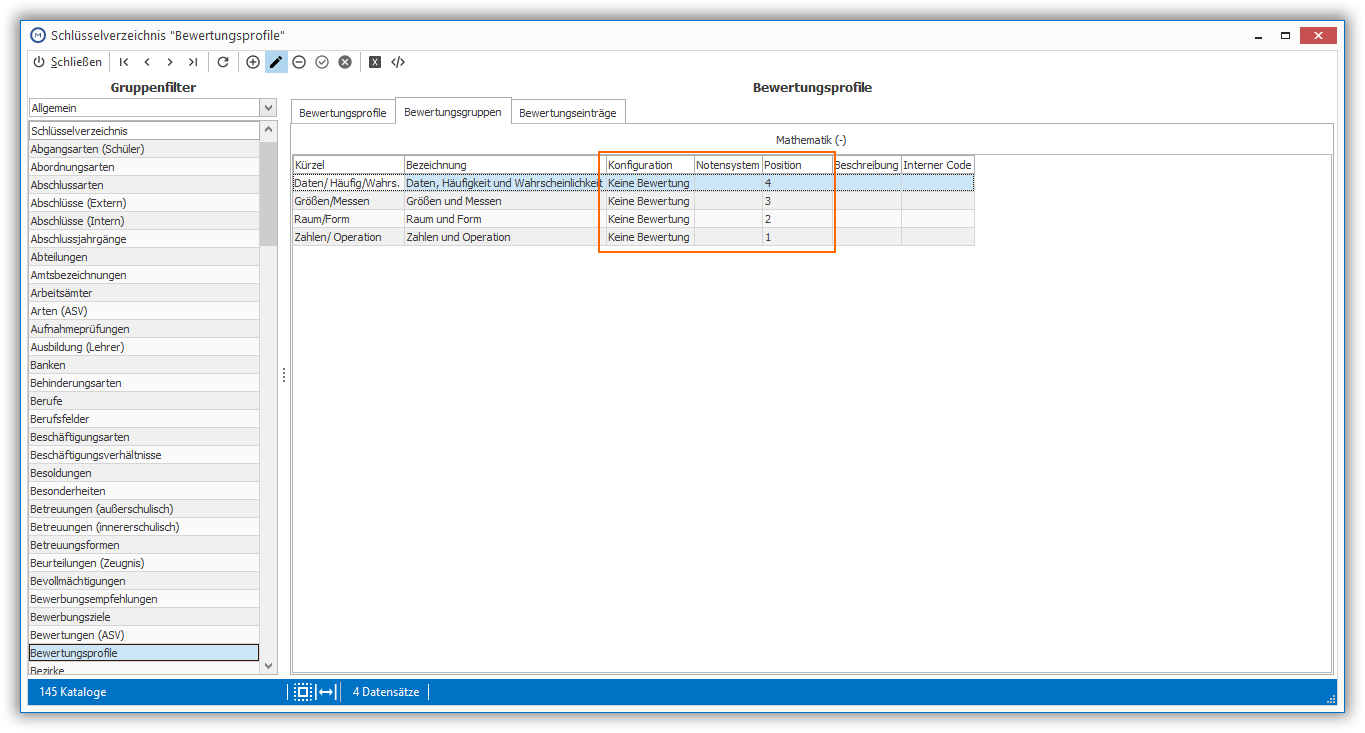 Schlüsselverzeichnis "Bewertungsprofile"
Schließen
Gruppenfilter
Allgemein
Schlüsselverzeichnis
Abgangsarten (Schüler)
Abordnungsarten
Abschlussarten
Abschlüsse (Extern)
Abschlüsse (Intern)
Abschlussjahrgänge
Abteilungen
Amtsbezeichnungen
Arbeitsämter
Arten (ASV)
Aufnahmeprüfungen
Ausbildung (Lehrer)
Banken
Behinderungsarten
Berufe
Berufsfelder
Beschäftigungsarten
Beschäftigungsverhältnisse
Besoldungen
Besonderheiten
Betreuungen (außerschulisch)
Betreuungen (innererschulisch)
Betreuungsformen
Beurteilungen (Zeugnis)
Bevollmächtigungen
Bewerbungsempfehlungen
Bewerbungsziele
Bewertungen (ASV)
Bewertungsprofile
Bezirke
Bewertungsprofile
Bewertungsprofile Bewertungsgruppen Bewertungseinträge
Mathematik (-)
Kürzel Bezeichnung Konfiguration Notensystem Position Beschreibung Interner Code
Daten/ Häufig/Wahrs. Daten, Häufigkeit und Wahrscheinlichkeit Keine Bewertung 4
Größen/Messen Größen und Messen Keine Bewertung 3
Raum/Form Raum und Form Keine Bewertung 2
Zahlen/ Operation Zahlen und Operation Keine Bewertung 1
145 Kataloge 4 Datensätze